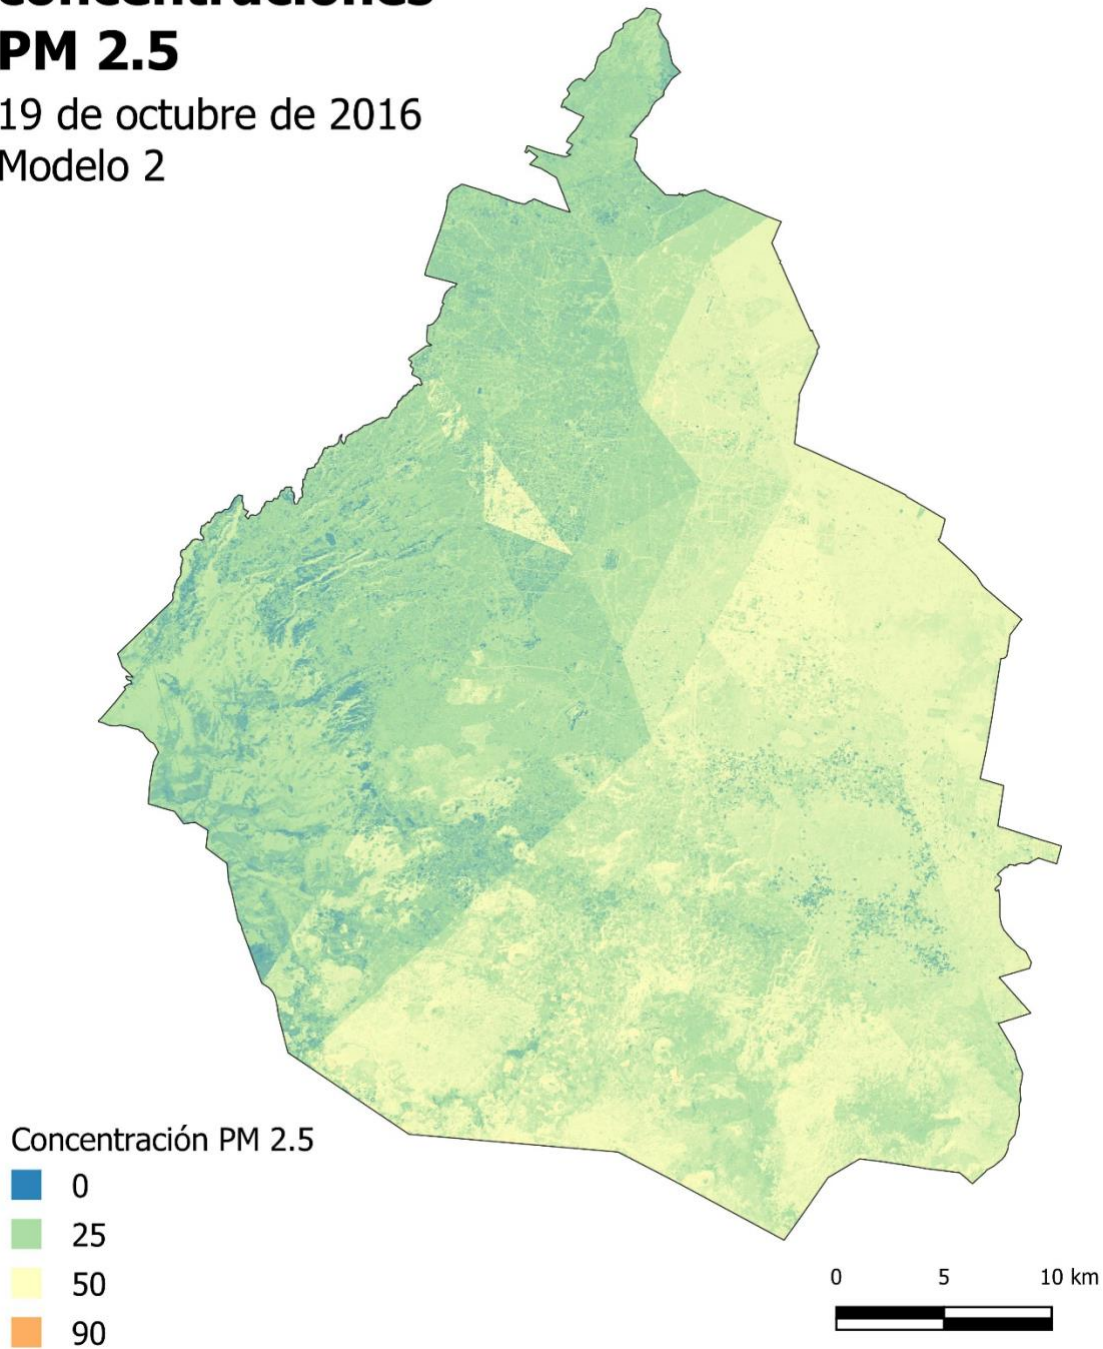 Concentraciones
PM 2.5
19 de octubre de 2016
Modelo 2
Concentración PM 2.5
0
25
50
90
0 5 10 km